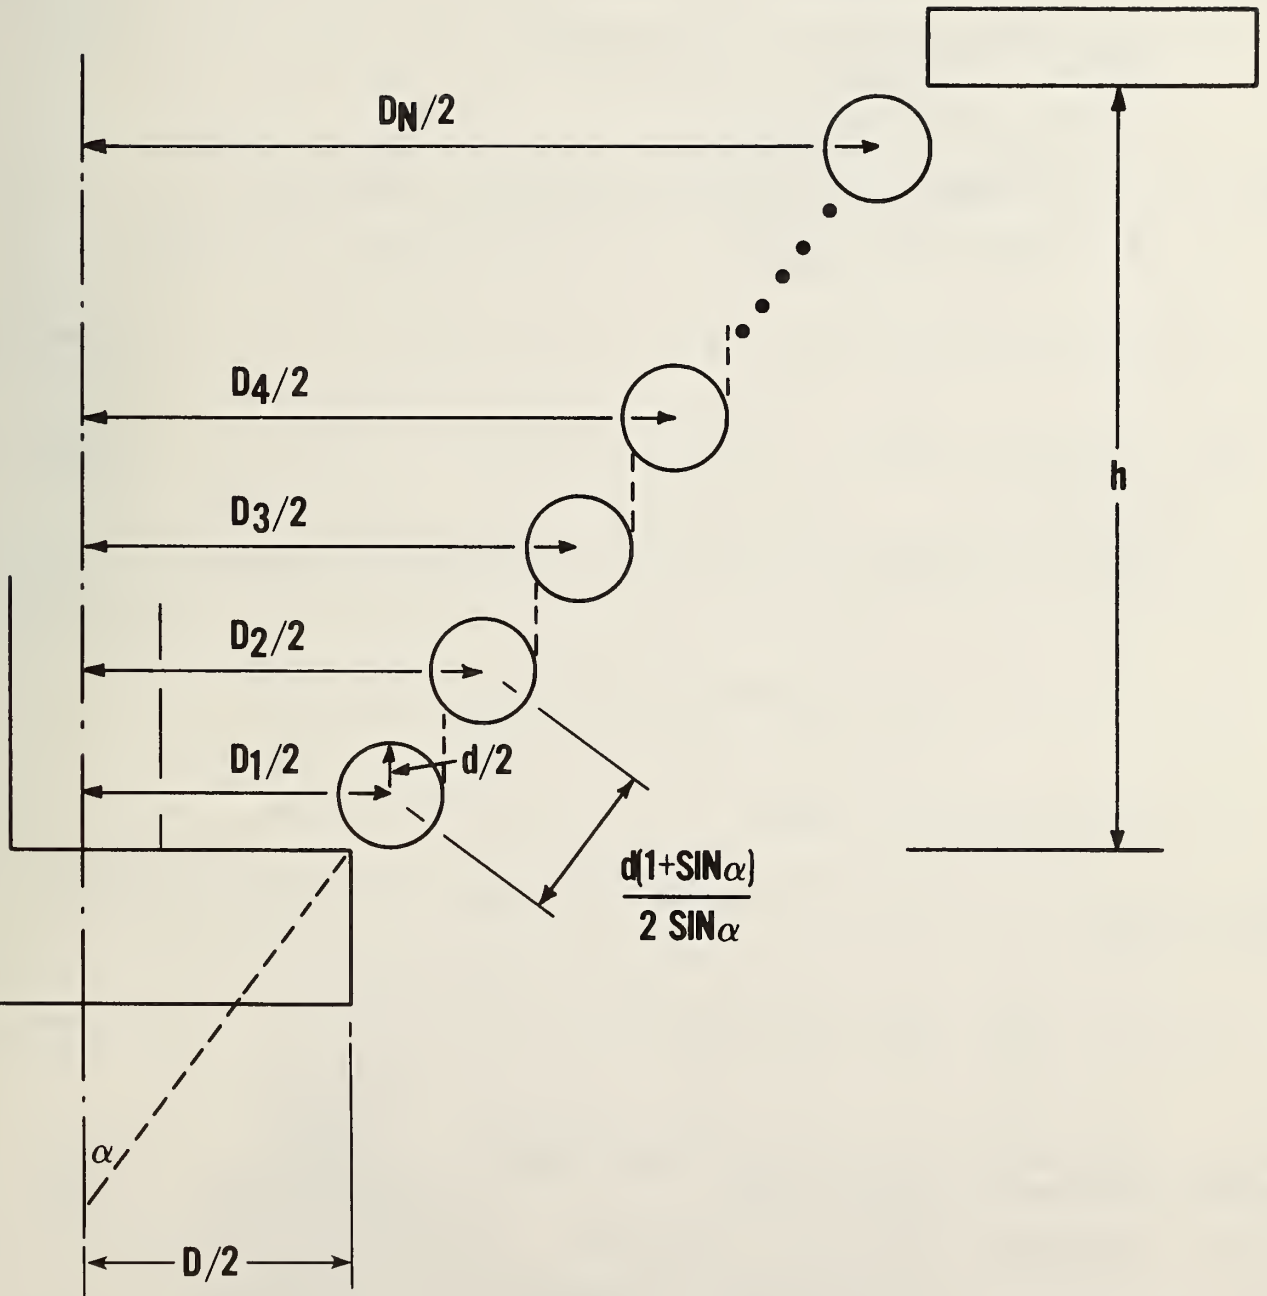 DN/2
D4/2
h
D3/2
D2/2
D1/2
d/2
d(1+SINα)
2 SINα
α
D/2